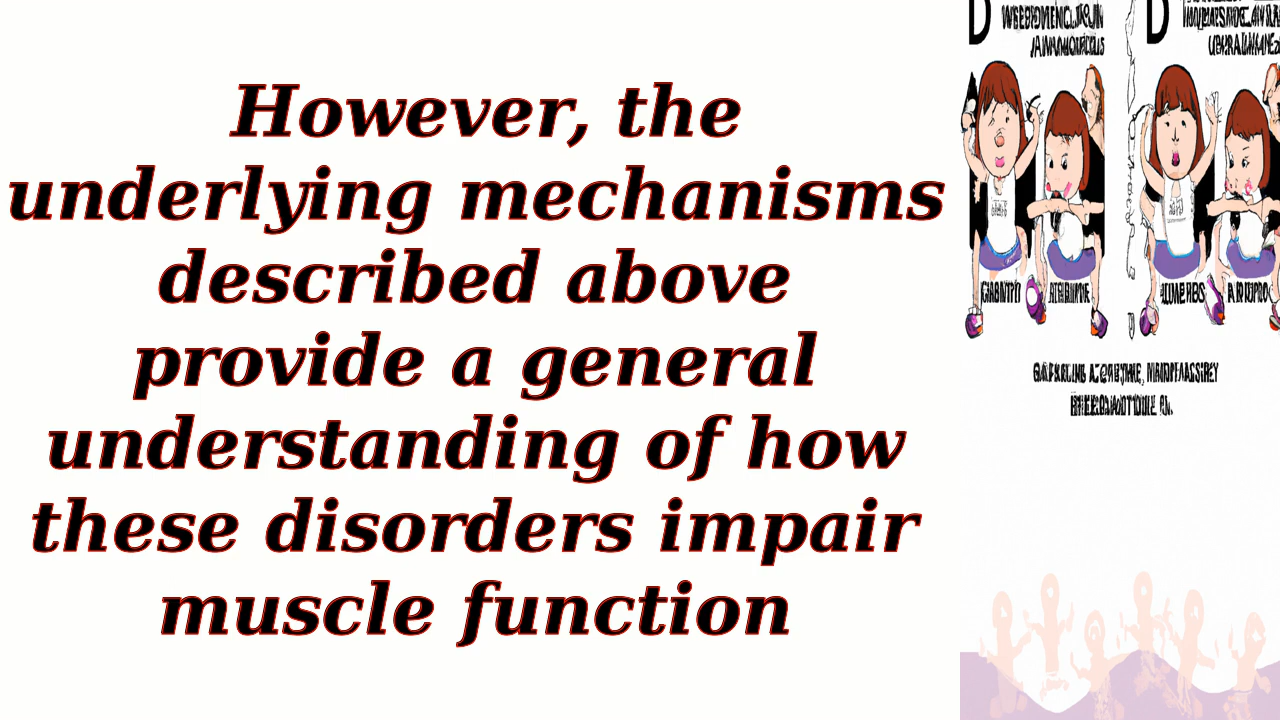 However, the
underlying mechanisms
described above
provide a general
understanding of how
these disorders impair
muscle function